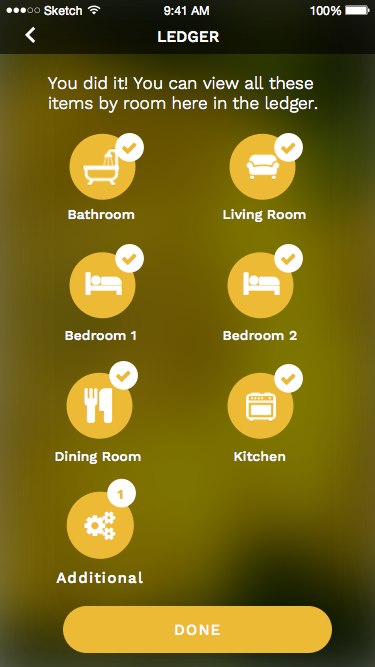 Sketch 9:41 AM 100%
LEDGER
You did it! You can view all these
items by room here in the ledger.
Bathroom Living Room
Bedroom 1 Bedroom 2
Dining Room Kitchen
1
Additional
DONE